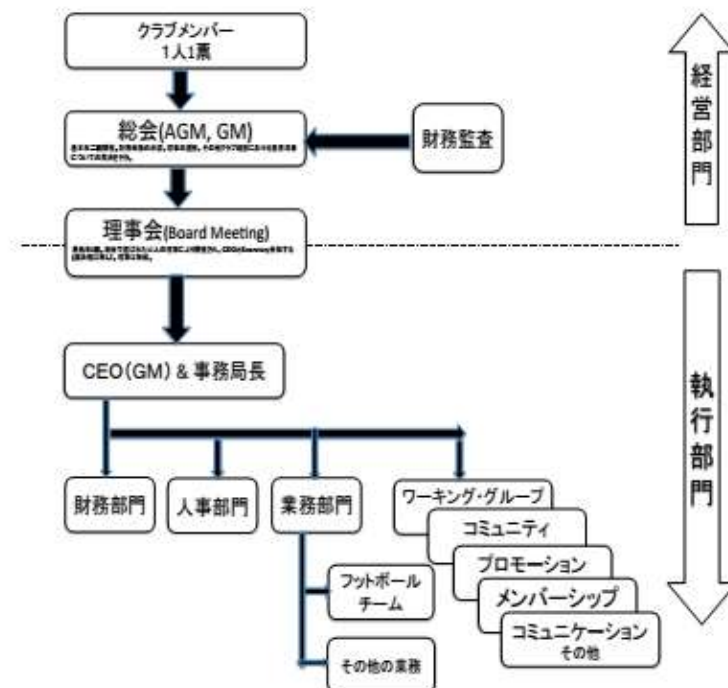 クラブメンバー
1人1票
総会(AGM, GM)
財務監査
理事会(Board Meeting)
CEO(GM) & 事務局長
財務部門
人事部門
業務部門
ワーキング・グループ
コミュニティ
プロモーション
メンバーシップ
コミュニケーション
その他
フットボール
チーム
その他の業務
経営部門
執行部門